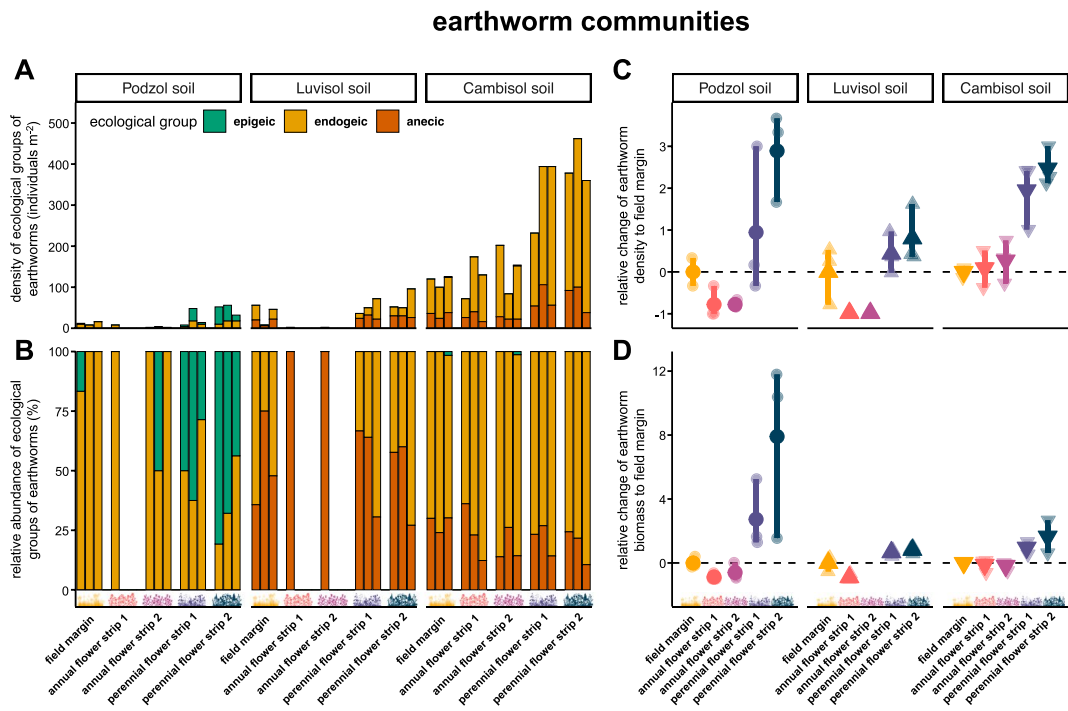 earthworm communities
A
Podzol soil
Luvisol soil
Cambisol soil
ecological group
epigeic
endogeic
anecic
density of ecological groups of
earthworms (individuals m⁻²)
500
400
300
200
100
0
B
relative abundance of ecological
groups of earthworms (%)
100
75
50
25
0
field margin
annual flower strip 1
annual flower strip 2
perennial flower strip 1
perennial flower strip 2
field margin
annual flower strip 1
annual flower strip 2
perennial flower strip 1
perennial flower strip 2
field margin
annual flower strip 1
annual flower strip 2
perennial flower strip 1
perennial flower strip 2
C
Podzol soil
Luvisol soil
Cambisol soil
relative change of earthworm
density to field margin
3
2
1
0
-1
D
relative change of earthworm
biomass to field margin
12
8
4
0
field margin
annual flower strip 1
annual flower strip 2
perennial flower strip 1
perennial flower strip 2
field margin
annual flower strip 1
annual flower strip 2
perennial flower strip 1
perennial flower strip 2
field margin
annual flower strip 1
annual flower strip 2
perennial flower strip 1
perennial flower strip 2